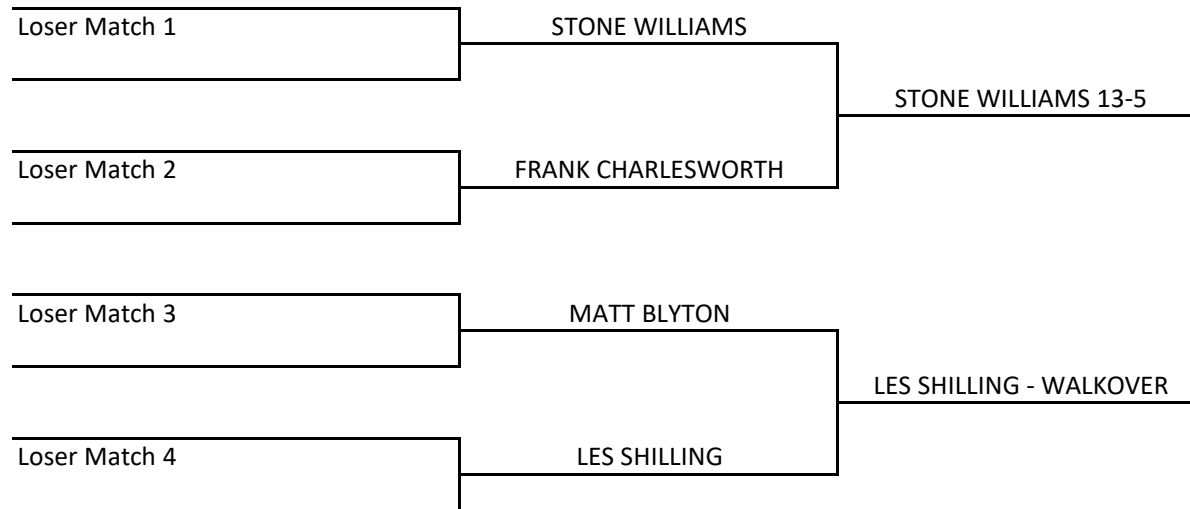 Loser Match 1
STONE WILLIAMS
STONE WILLIAMS 13-5
Loser Match 2
FRANK CHARLESWORTH
Loser Match 3
MATT BLYTON
LES SHILLING - WALKOVER
Loser Match 4
LES SHILLING